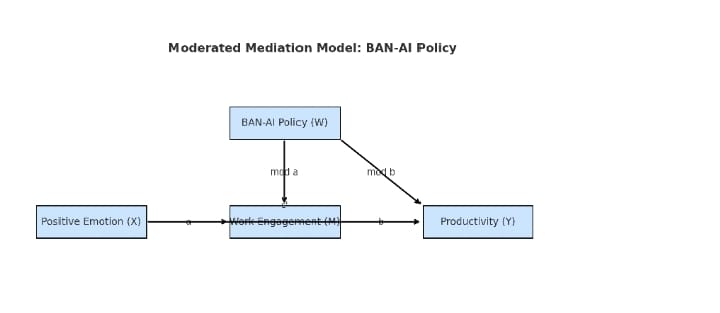 Moderated Mediation Model: BAN-AI Policy
BAN-AI Policy (W)
mod a
mod b
Positive Emotion (X)
a
Work Engagement (M)
b
Productivity (Y)